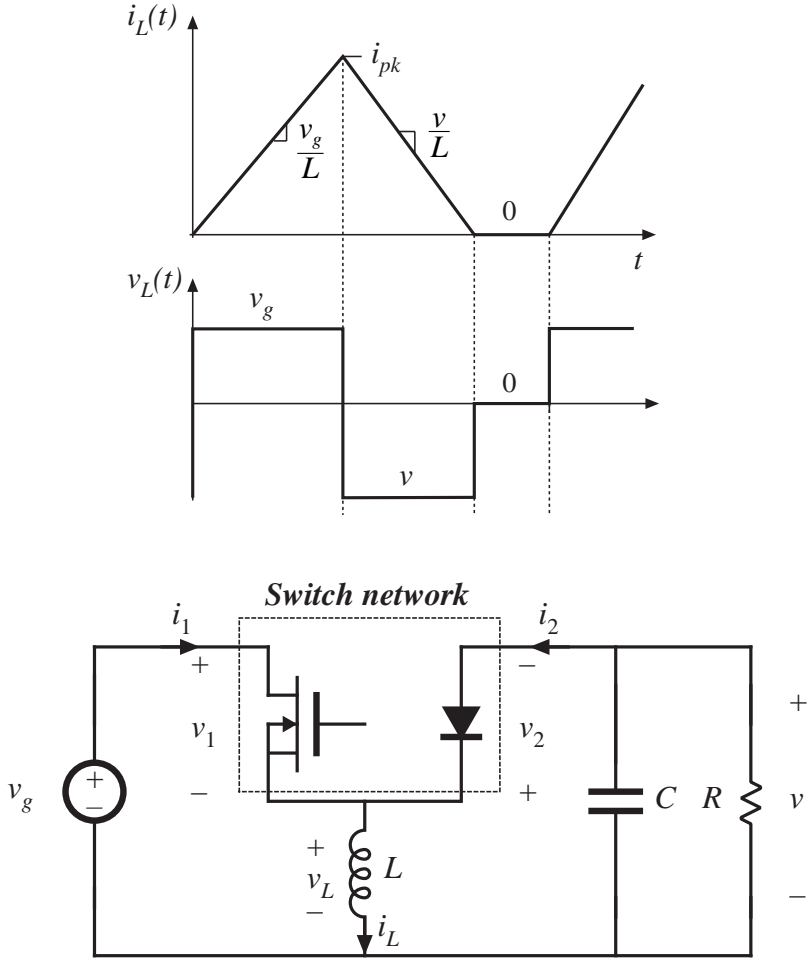 i_L(t)
i_pk
v_g
L
v
L
0
t
v_L(t)
v_g
0
v
Switch network
i_1
i_2
+
–
+
v_1
v_2
v_g
+
–
–
+
C
R
v
+
v_L
L
–
–
i_L